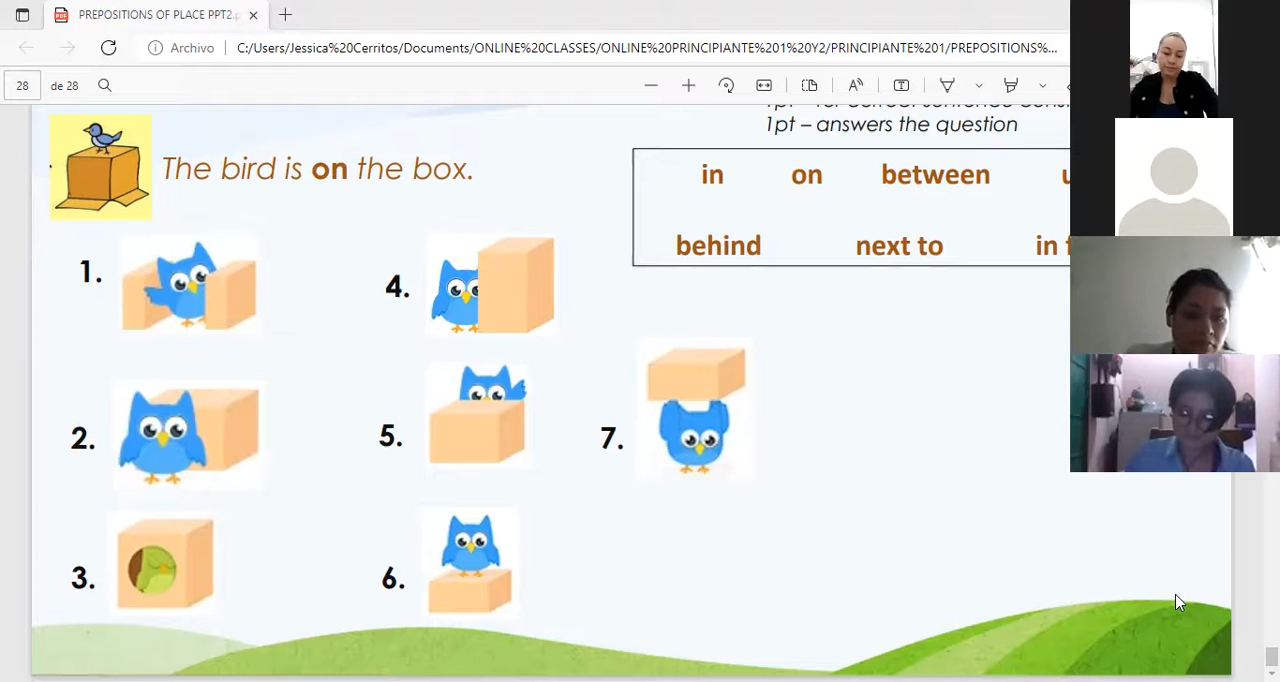 PREPOSITIONS OF PLACE PPT2.
Archivo
C:/Users/Jessica%20Cerritos/Documents/ONLINE%20CLASSES/ONLINE%20PRINCIPIANTE%201%20Y2/PRINCIPIANTE%201/PREPOSITIONS%...
28 de 28
1pt – answers the question
The bird is on the box.
in on between
behind next to in
1.
4.
2.
5.
7.
3.
6.